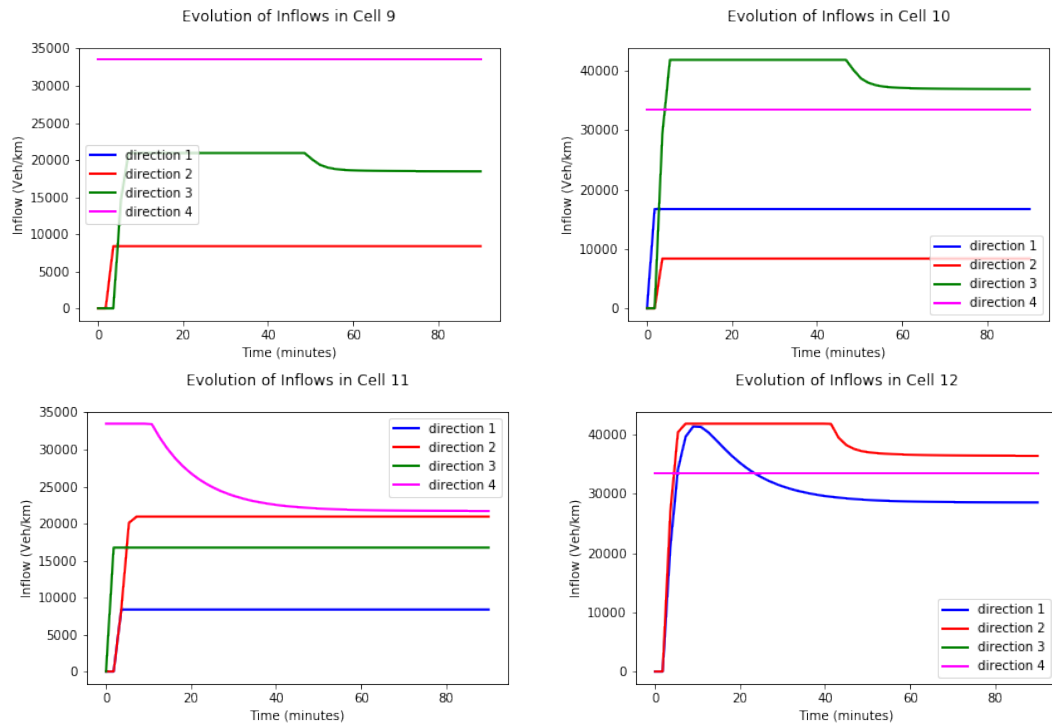 Evolution of Inflows in Cell 9
Inflow (Veh/km)
35000
30000
25000
20000
15000
10000
5000
0
direction 1
direction 2
direction 3
direction 4
0 20 40 60 80
Time (minutes)
Evolution of Inflows in Cell 10
Inflow (Veh/km)
40000
30000
20000
10000
0
direction 1
direction 2
direction 3
direction 4
0 20 40 60 80
Time (minutes)
Evolution of Inflows in Cell 11
Inflow (Veh/km)
35000
30000
25000
20000
15000
10000
5000
0
direction 1
direction 2
direction 3
direction 4
0 20 40 60 80
Time (minutes)
Evolution of Inflows in Cell 12
Inflow (Veh/km)
40000
30000
20000
10000
0
direction 1
direction 2
direction 3
direction 4
0 20 40 60 80
Time (minutes)